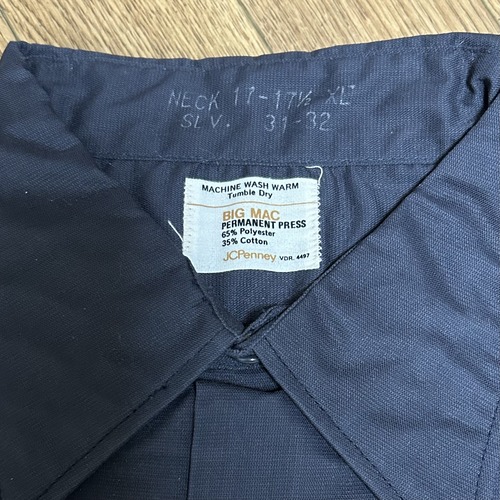 NECK 17-17½ XL
SLV. 31-32
MACHINE WASH WARM
Tumble Dry
BIG MAC
PERMANENT PRESS
65% Polyester
35% Cotton
JCPenney VDR. 4497